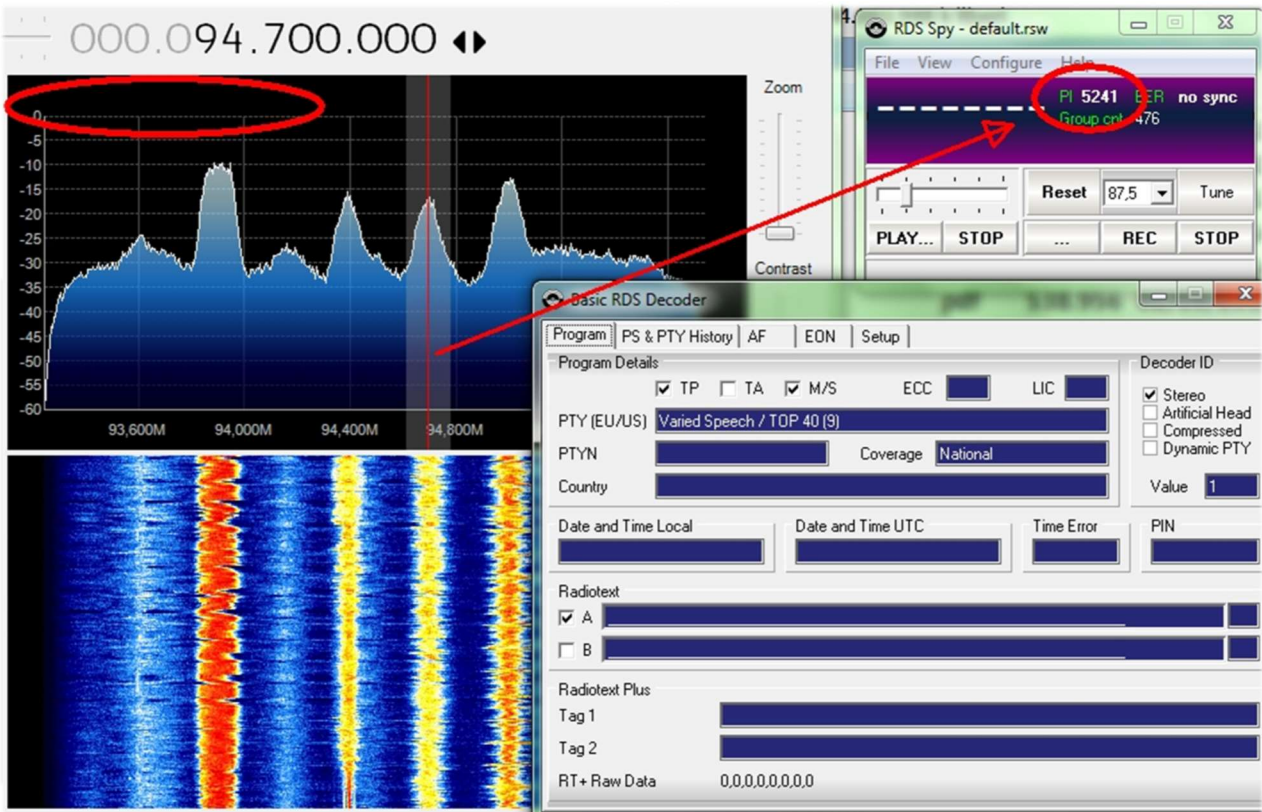 000.094.700.000
Zoom
Contrast
0
-5
-10
-15
-20
-25
-30
-35
-40
-45
-50
-55
-60
93,600M 94,000M 94,400M 94,800M
RDS Spy - default.rsw
File View Configure Help
PI 5241 BER no sync
Group cnt 476
Reset 87,5 Tune
PLAY... STOP ... REC STOP
Basic RDS Decoder
Program PS & PTY History AF EON Setup
Program Details
TP TA M/S ECC LIC
PTY (EU/US) Varied Speech / TOP 40 (9)
PTYN Coverage National
Country
Decoder ID
Stereo
Artificial Head
Compressed
Dynamic PTY
Value 1
Date and Time Local Date and Time UTC Time Error PIN
Radiotext
A
B
Radiotext Plus
Tag 1
Tag 2
RT+ Raw Data 0,0,0,0,0,0,0,0